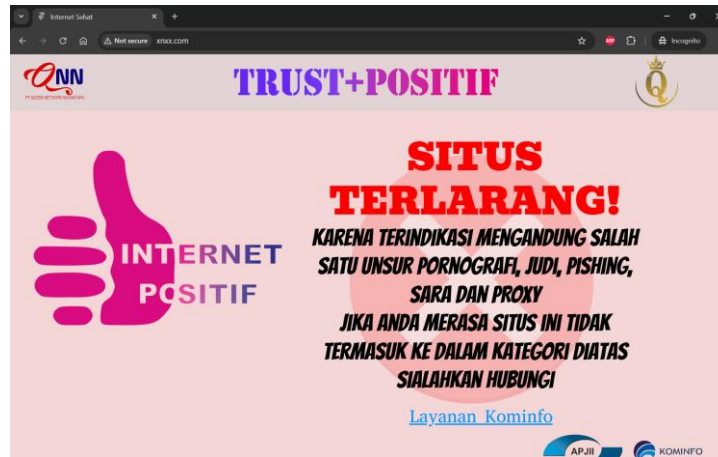 Internet Sehat
Not secure xnxx.com
Incognito
QNN
TRUST+POSITIF
Q
SITUS
TERLARANG!
KARENA TERINDIKASI MENGANDUNG SALAH
SATU UNSUR PORNOGRAFI, JUDI, PISHING,
SARA DAN PROXY
JIKA ANDA MERASA SITUS INI TIDAK
TERMASUK KE DALAM KATEGORI DIATAS
SIALAHKAN HUBUNGI
Layanan Kominfo
INTERNET
POSITIF
APJII
KOMINFO